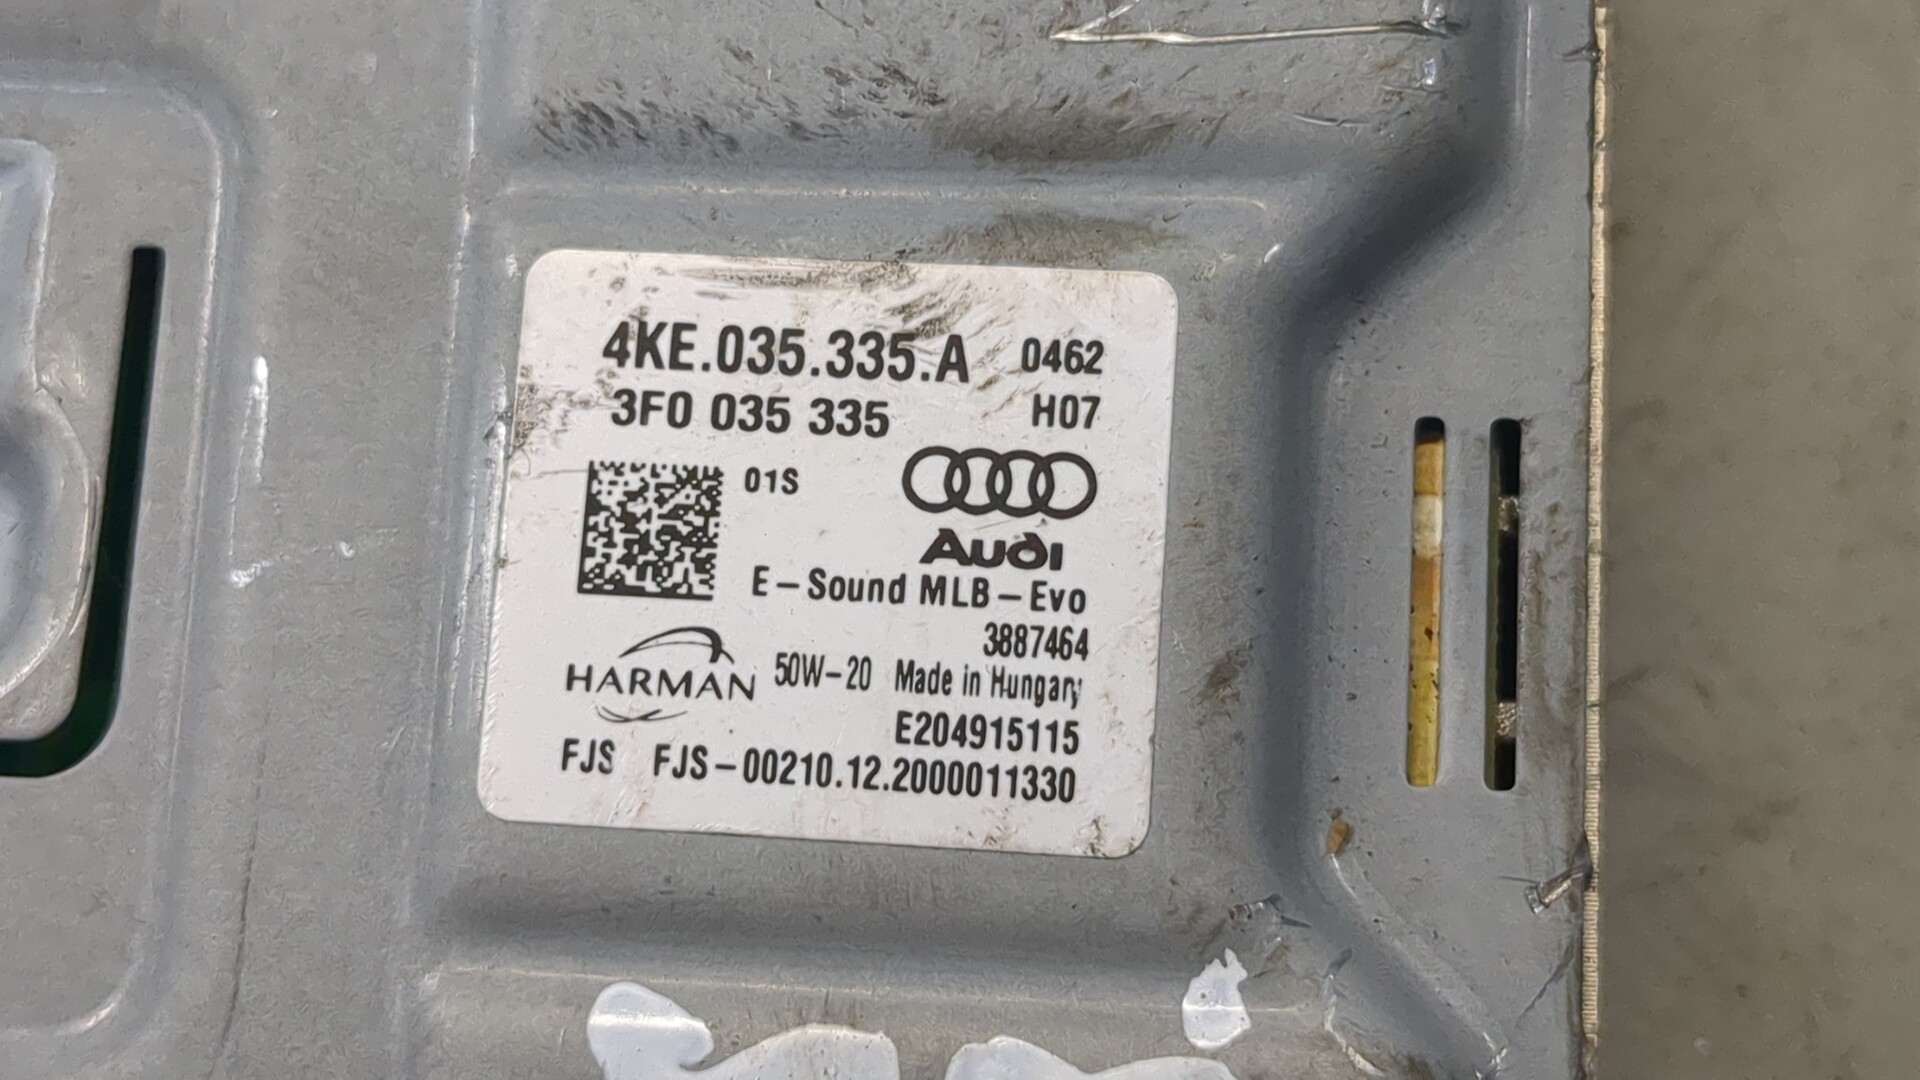 4KE.035.335.A 0462
3F0 035 335 H07
01S
Audi
E-Sound MLB-Evo
3887464
HARMAN 50W-20 Made in Hungary
E204915115
FJS FJS-00210.12.2000011330